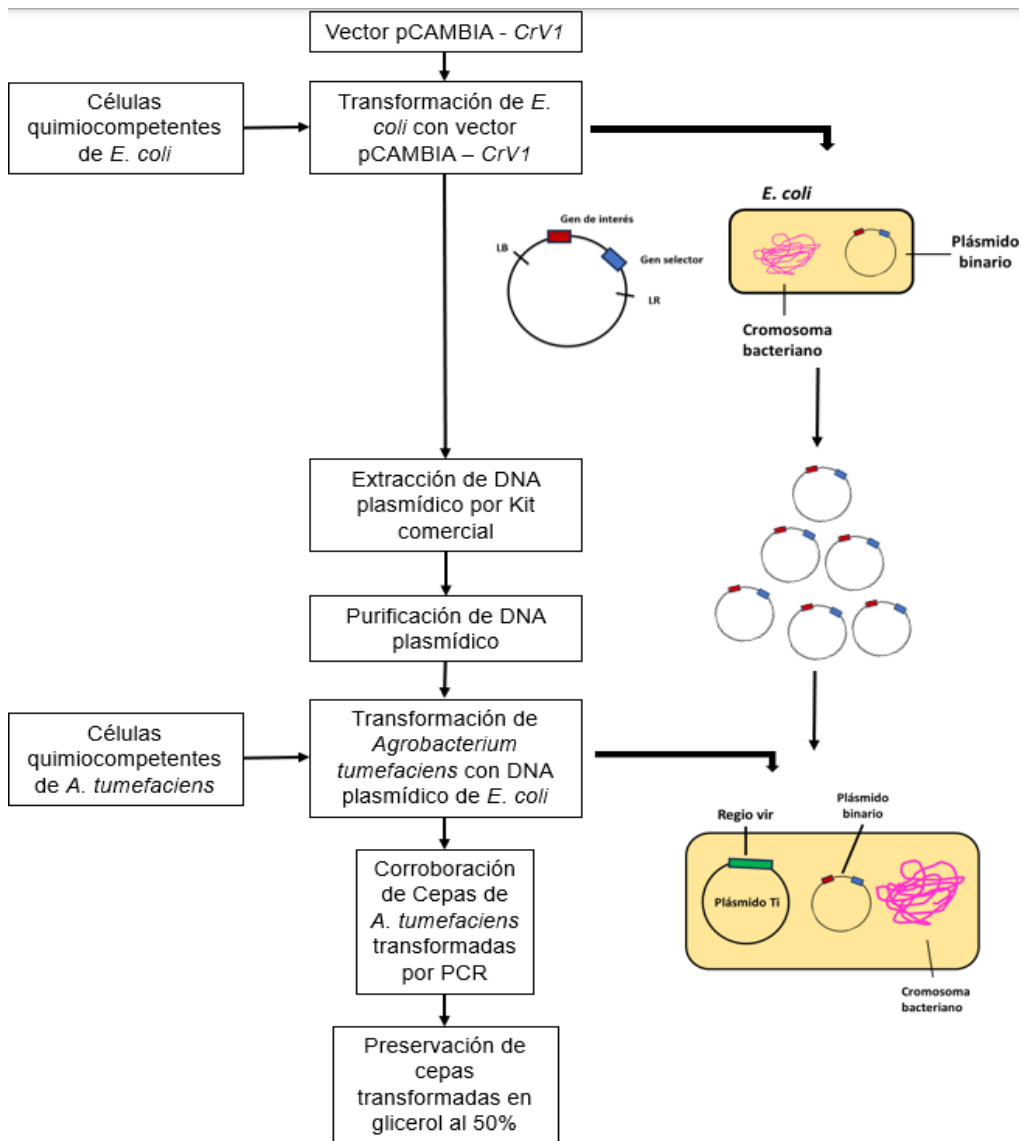 Vector pCAMBIA - CrV1
Células
quimiocompetentes
de E. coli
Transformación de E.
coli con vector
pCAMBIA – CrV1
E. coli
Gen de interés
LB
Gen selector
LR
Plásmido
binario
Cromosoma
bacteriano
Extracción de DNA
plasmídico por Kit
comercial
Purificación de DNA
plasmídico
Células
quimiocompetentes
de A. tumefaciens
Transformación de
Agrobacterium
tumefaciens con DNA
plasmídico de E. coli
Regio vir
Plásmido
binario
Plásmido Ti
Cromosoma
bacteriano
Corroboración
de Cepas de
A. tumefaciens
transformadas
por PCR
Preservación de
cepas
transformadas en
glicerol al 50%